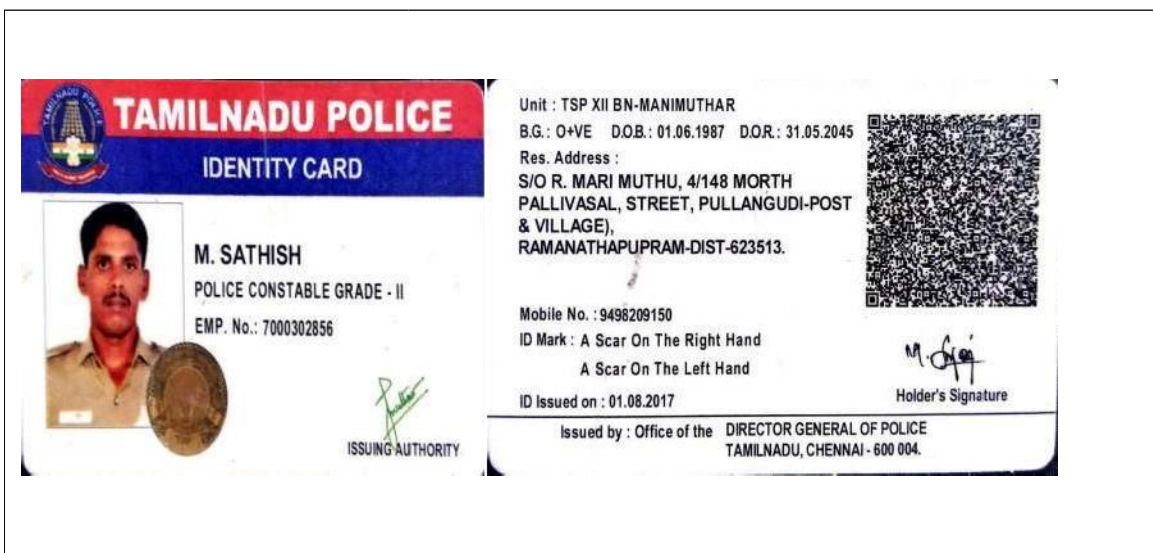 TAMILNADU POLICE
IDENTITY CARD
M. SATHISH
POLICE CONSTABLE GRADE - II
EMP. No.: 7000302856
ISSUING AUTHORITY
Unit : TSP XII BN-MANIMUTHAR
B.G.: O+VE D.O.B.: 01.06.1987 D.O.R.: 31.05.2045
Res. Address :
S/O R. MARI MUTHU, 4/148 MORTH
PALLIVASAL, STREET, PULLANGUDI-POST
& VILLAGE),
RAMANATHAPUPRAM-DIST-623513.
Mobile No. : 9498209150
ID Mark : A Scar On The Right Hand
A Scar On The Left Hand
ID Issued on : 01.08.2017
Holder's Signature
Issued by : Office of the DIRECTOR GENERAL OF POLICE
TAMILNADU, CHENNAI - 600 004.